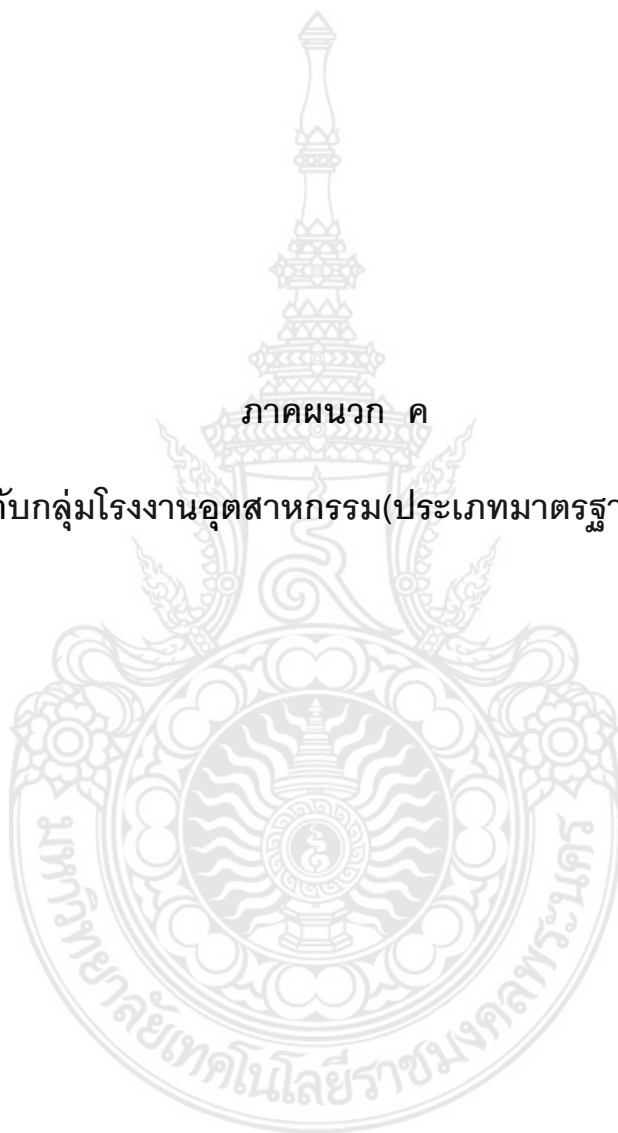 ภาคผนวก ค
กับกลุ่มโรงงานอุตสาหกรรม(ประเภทมาตรฐา
มหาวิทยาลัยเทคโนโลยีราชมงคลพระนคร